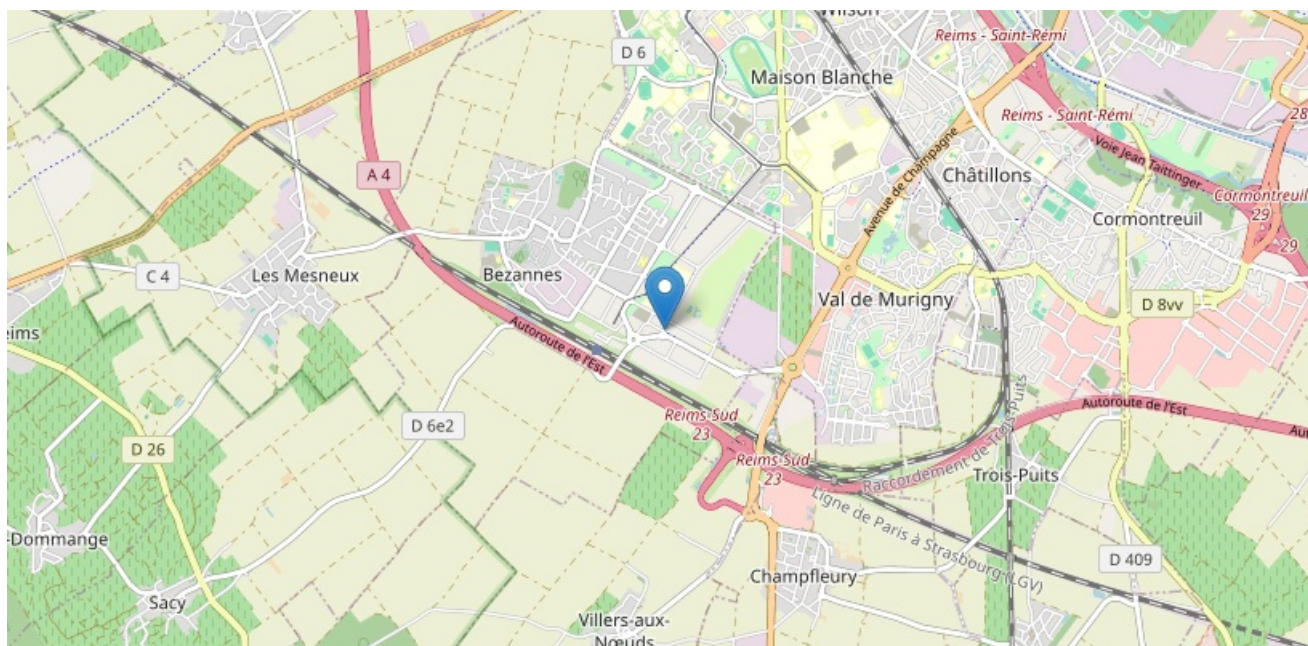 Wilson
Reims - Saint-Rémi
D 6
Maison Blanche
28
Reims - Saint-Rémi
Avenue de Champagne
Voie Jean Taittinger
A 4
Châtillons
Cormontreuil
29
Cormontreuil
29
C 4
Les Mesneux
Bezannes
Val de Murigny
D 8vv
eims
Autoroute de l'Est
Autoroute de l'Est
Reims-Sud
23
D 6e2
D 26
Reims-Sud
23
Raccordement de Trois-Puits
Trois-Puits
Ligne de Paris à Strasbourg (LGV)
-Dommange
D 409
Champfleury
Sacy
Villers-aux-
Nœuds